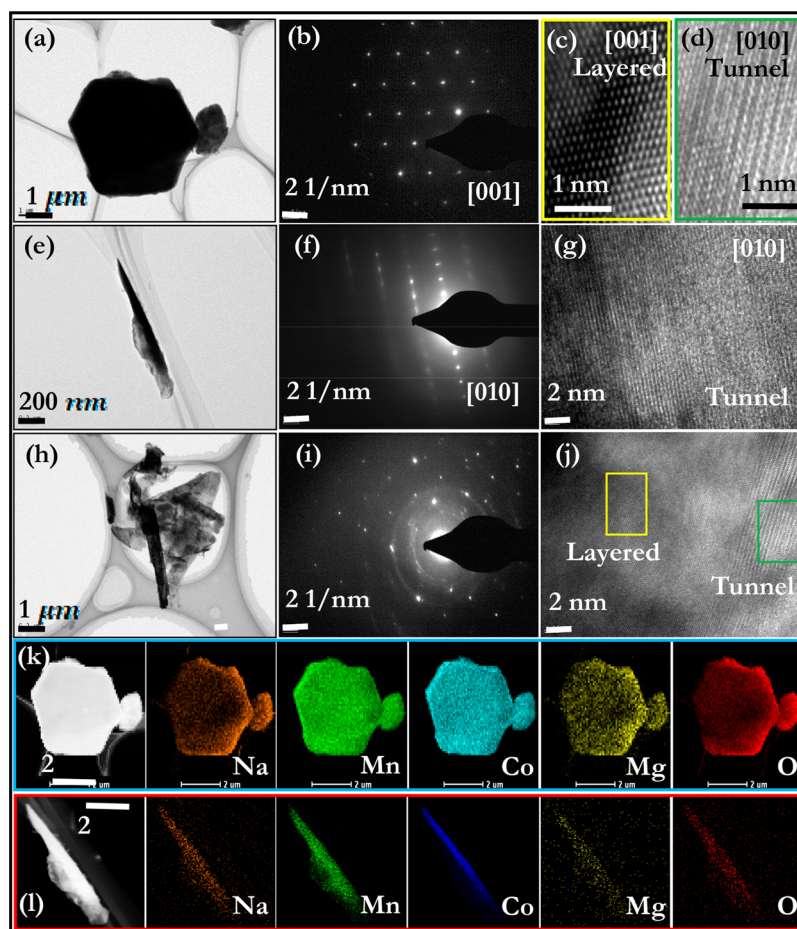 (a)
1 µm
(b)
2 1/nm
[001]
(c) [001]
Layered
1 nm
(d) [010]
Tunnel
1 nm
(e)
200 nm
(f)
2 1/nm
[010]
(g)
[010]
2 nm
Tunnel
(h)
1 µm
(i)
2 1/nm
(j)
Layered
Tunnel
2 nm
(k)
2
Na
2 um
Mn
2 um
Co
2 um
Mg
2 um
O
2 um
2
(l)
Na
Mn
Co
Mg
O